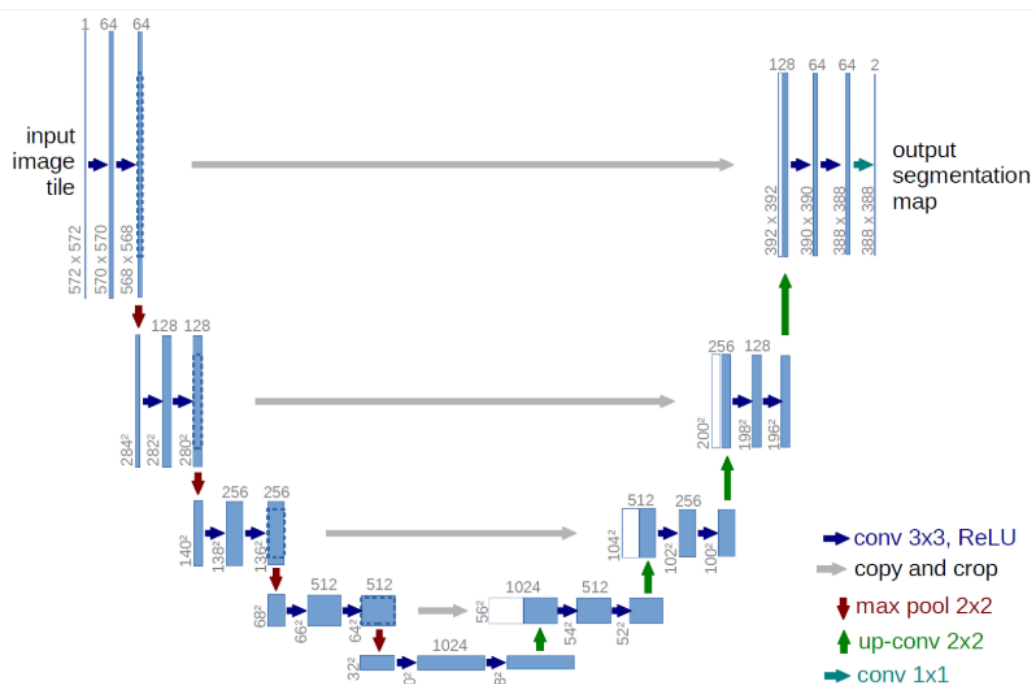 1 64 64
input
image
tile
572 x 572
570 x 570
568 x 568
128 64 64 2
output
segmentation
map
392 x 392
390 x 390
388 x 388
388 x 388
128 128
284²
282²
280²
256 128
200²
198²
196²
256 256
140²
138²
136²
512 256
104²
102²
100²
512 512
68²
66²
64²
1024 512
56²
54²
52²
1024
32²
conv 3x3, ReLU
copy and crop
max pool 2x2
up-conv 2x2
conv 1x1